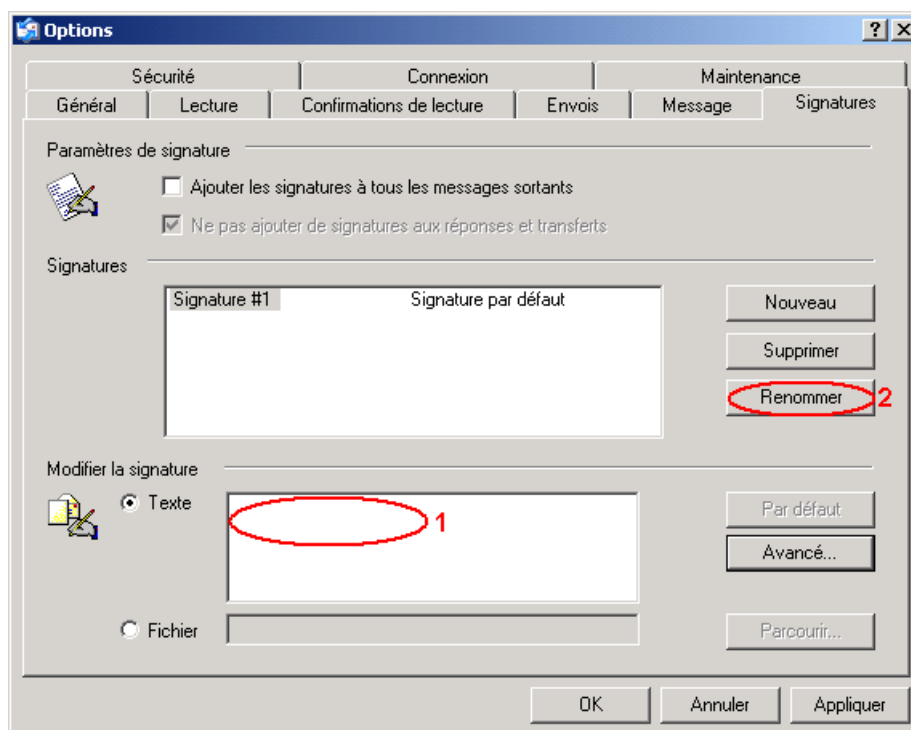 Options
Sécurité Connexion Maintenance
Général Lecture Confirmations de lecture Envois Message Signatures
Paramètres de signature
Ajouter les signatures à tous les messages sortants
Ne pas ajouter de signatures aux réponses et transferts
Signatures
Signature #1 Signature par défaut
Nouveau
Supprimer
Renommer 2
Modifier la signature
Texte
1
Par défaut
Avancé...
Fichier
Parcourir...
OK Annuler Appliquer